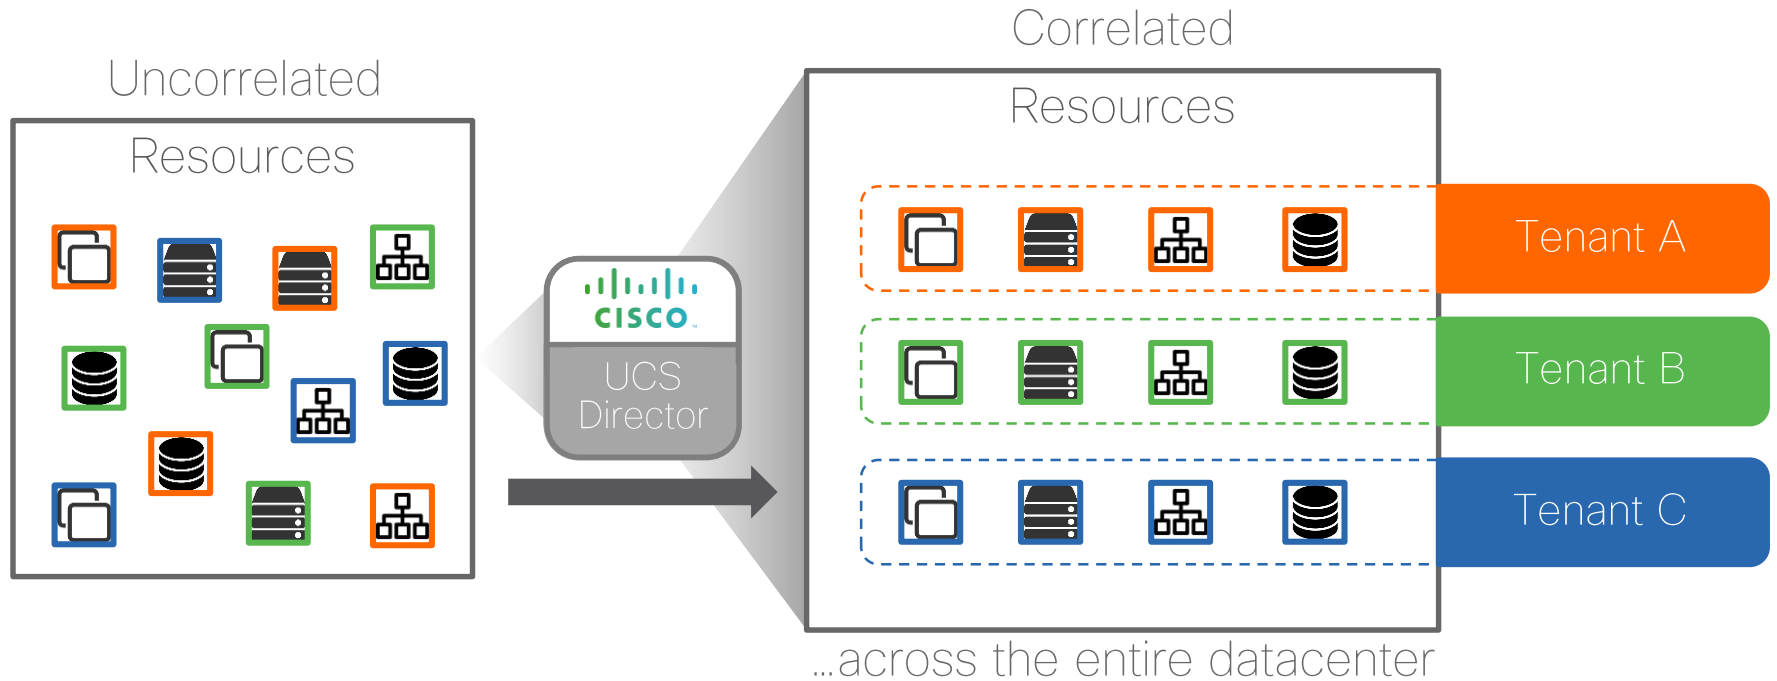 Uncorrelated
Resources
CISCO
UCS
Director
Correlated
Resources
Tenant A
Tenant B
Tenant C
...across the entire datacenter